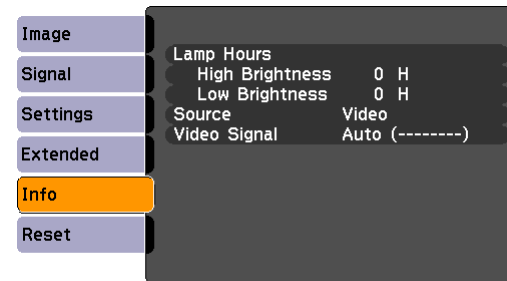 Image
Signal
Settings
Extended
Info
Reset
Lamp Hours
High Brightness 0 H
Low Brightness 0 H
Source Video
Video Signal Auto (--------)